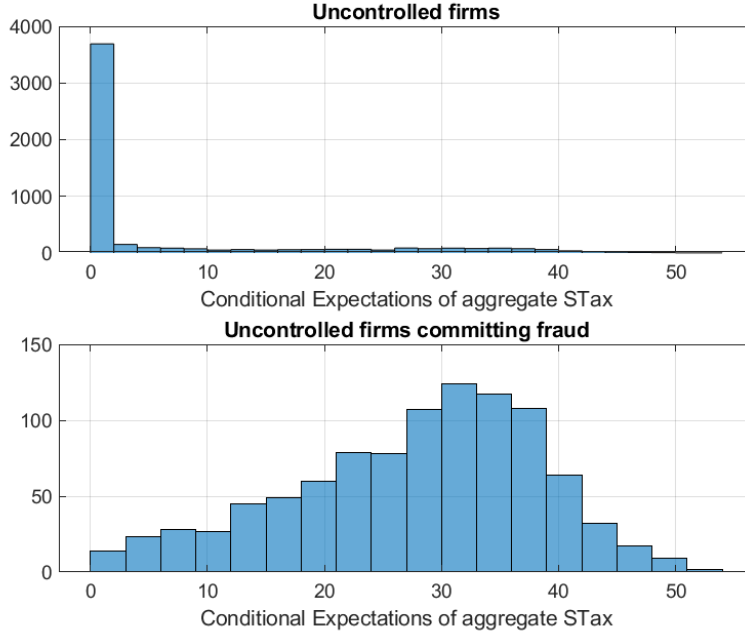 Uncontrolled firms
4000
3000
2000
1000
0
0 10 20 30 40 50
Conditional Expectations of aggregate STax
Uncontrolled firms committing fraud
150
100
50
0
0 10 20 30 40 50
Conditional Expectations of aggregate STax